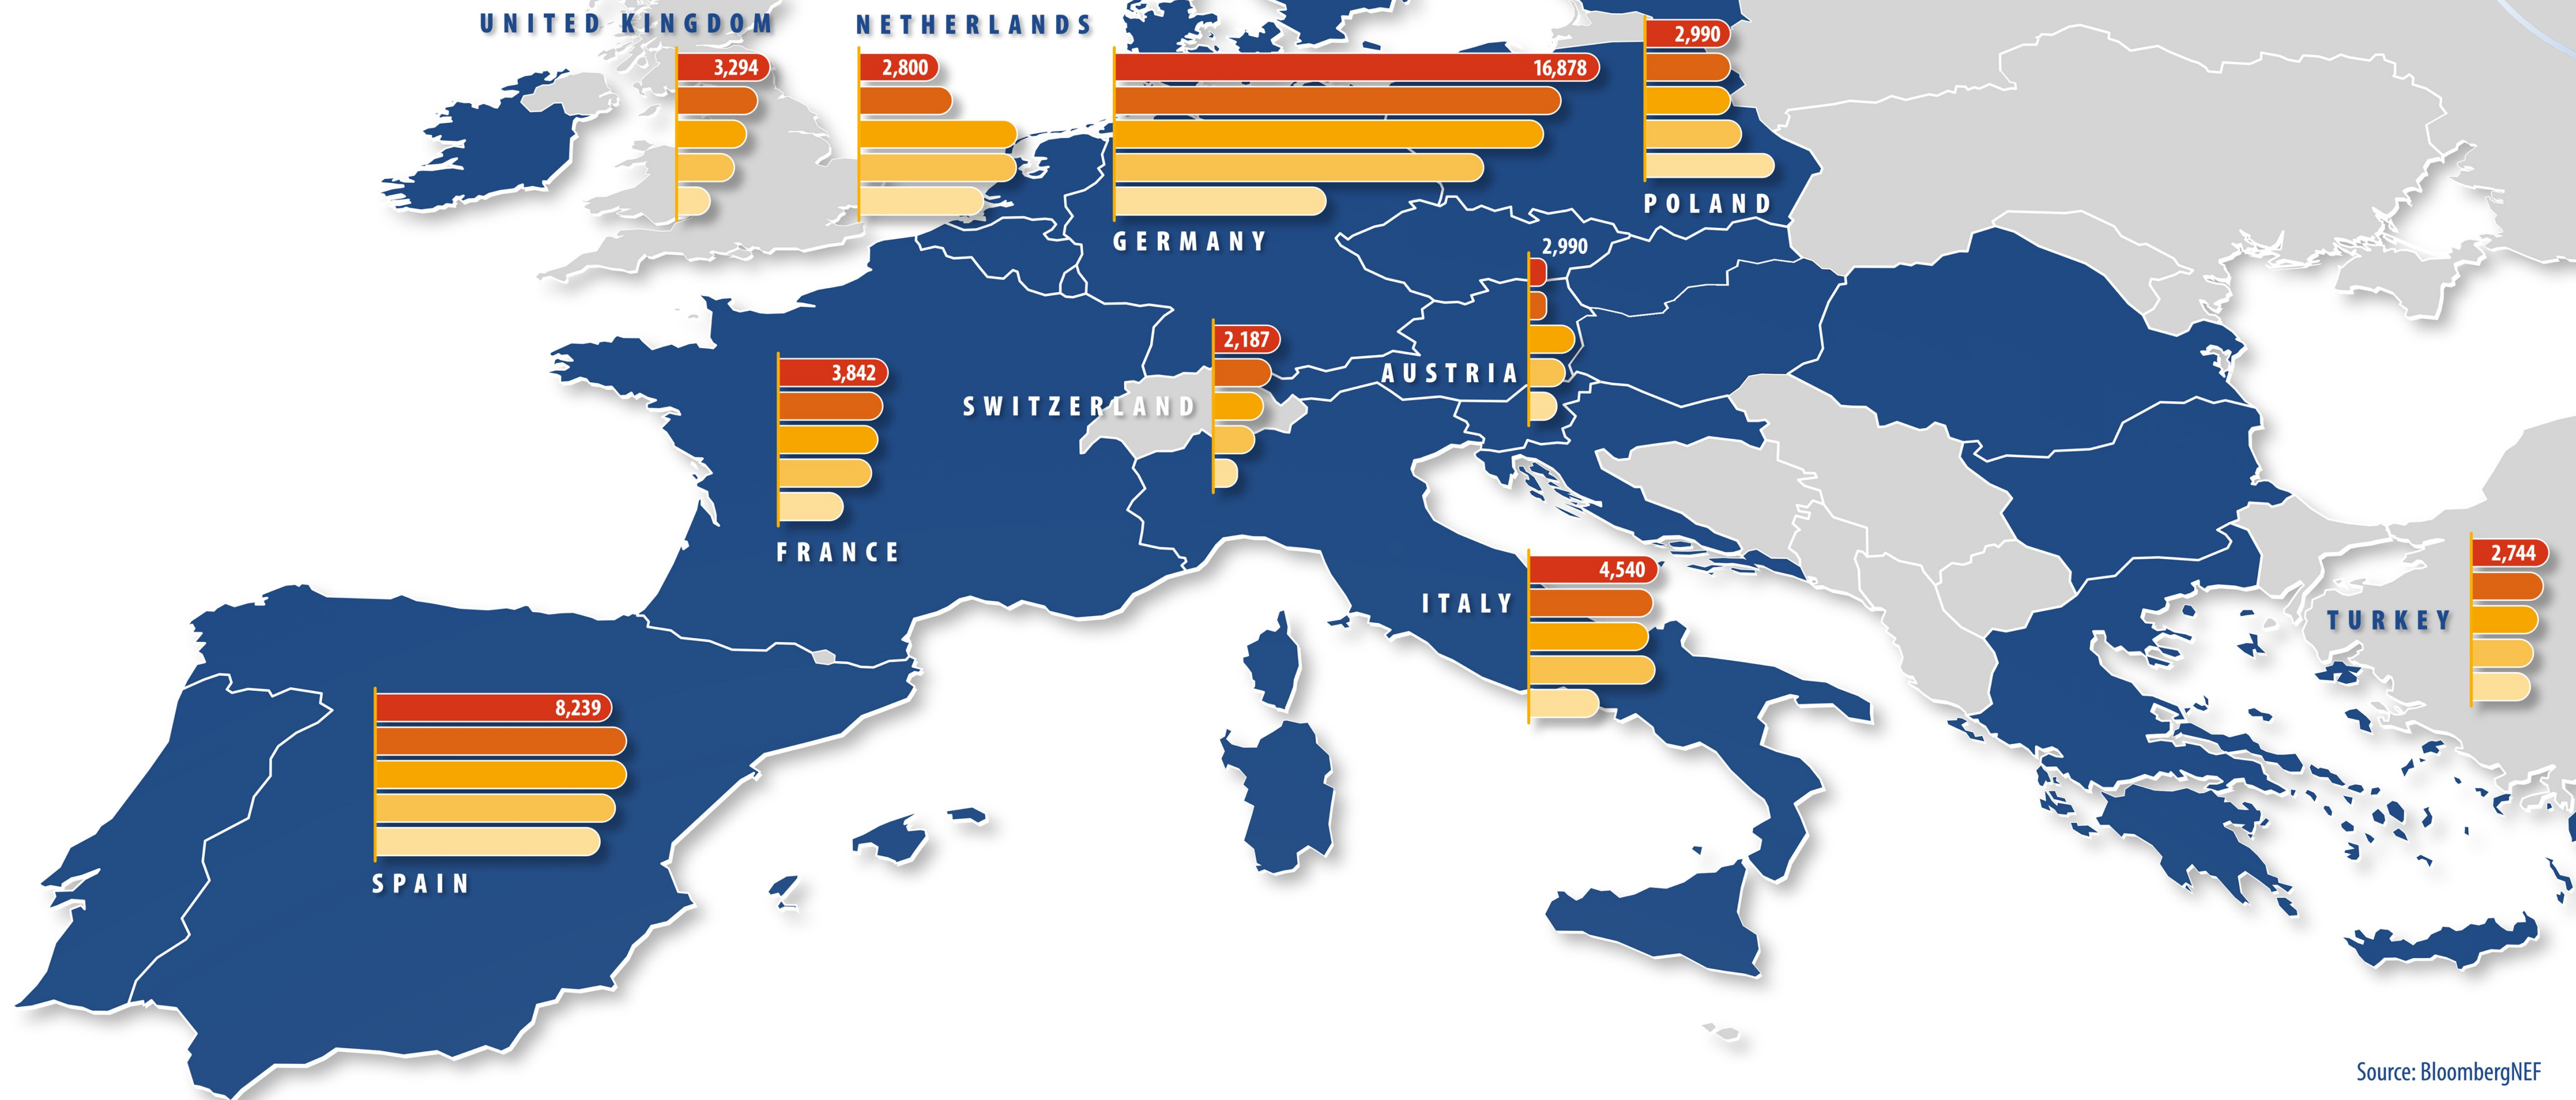 UNITED KINGDOM
3,294
NETHERLANDS
2,800
16,878
GERMANY
2,990
POLAND
2,990
AUSTRIA
2,187
SWITZERLAND
3,842
FRANCE
4,540
ITALY
2,744
TURKEY
8,239
SPAIN
Source: BloombergNEF